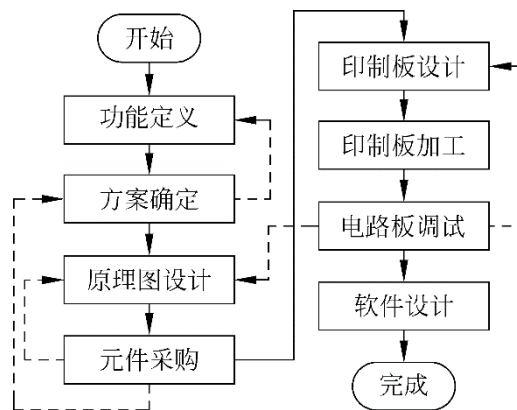 开始
功能定义
方案确定
原理图设计
元件采购
印制板设计
印制板加工
电路板调试
软件设计
完成